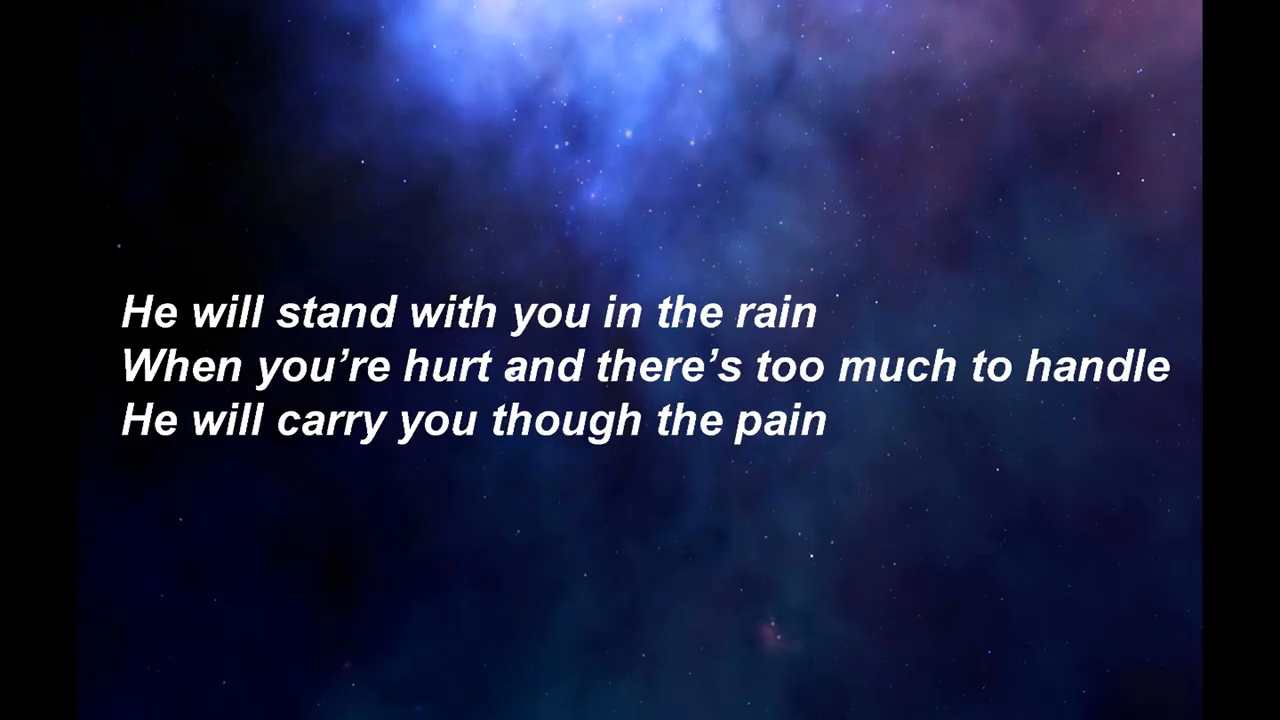 He will stand with you in the rain
When you’re hurt and there’s too much to handle
He will carry you though the pain